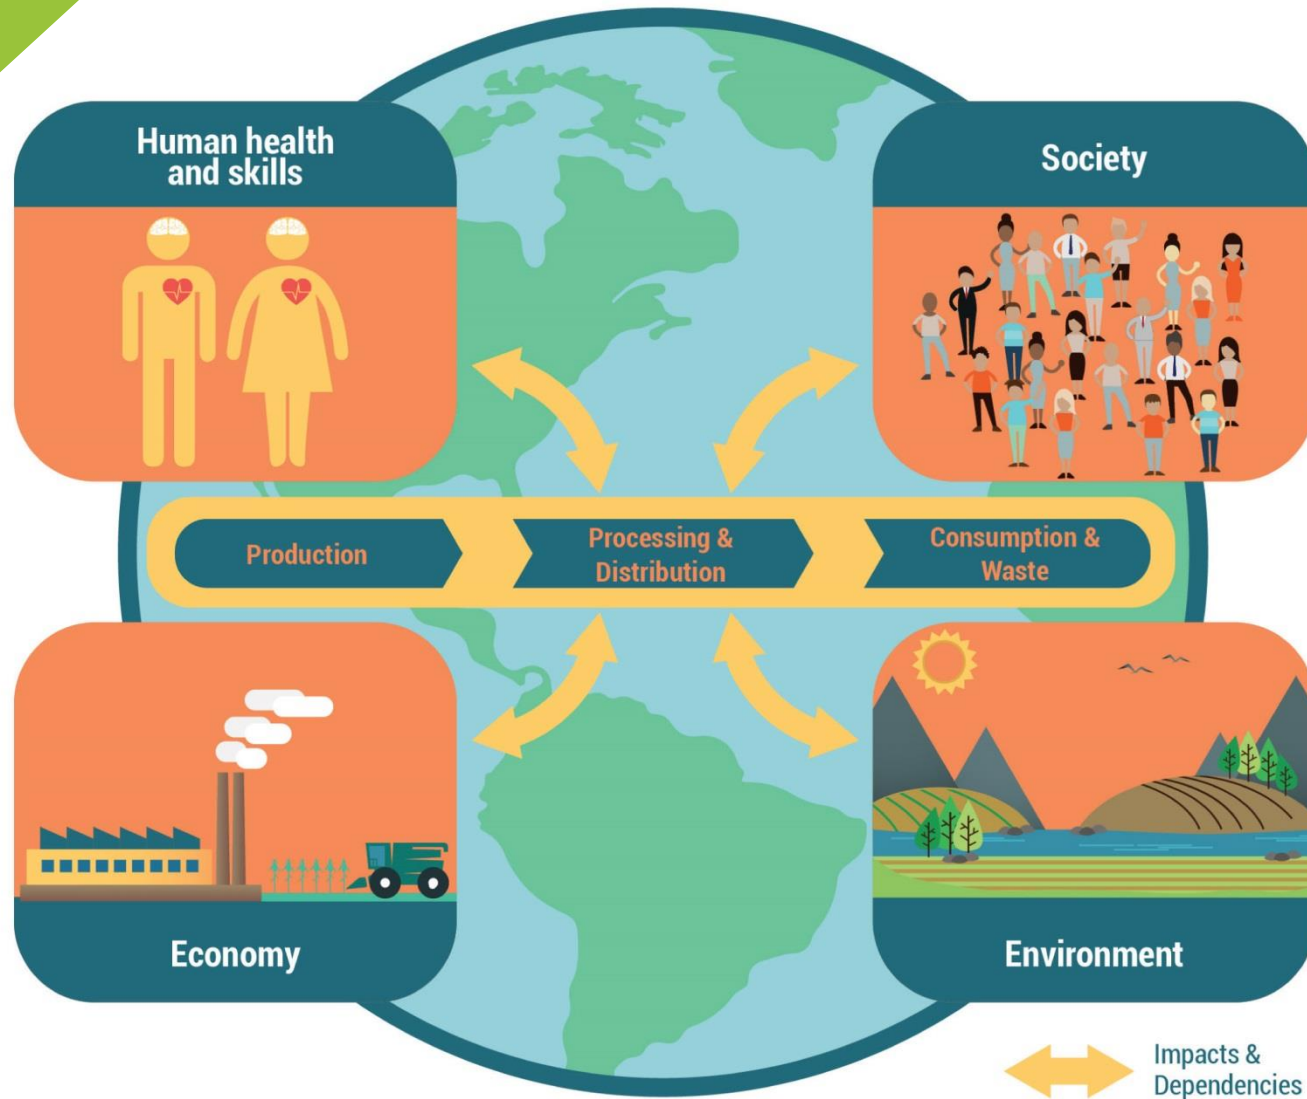 Human health
and skills
Society
Production
Processing &
Distribution
Consumption &
Waste
Economy
Environment
Impacts &
Dependencies